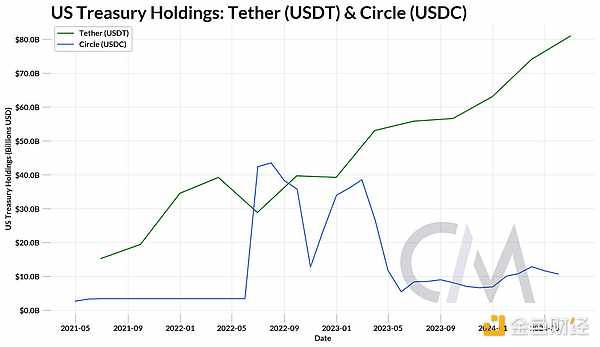 US Treasury Holdings: Tether (USDT) & Circle (USDC)
Tether (USDT)
Circle (USDC)
$80.0B
$70.0B
$60.0B
$50.0B
$40.0B
$30.0B
$20.0B
$10.0B
$0.0B
US Treasury Holdings (Billions USD)
2021-05
2021-09
2022-01
2022-05
2022-09
2023-01
2023-05
2023-09
2024-01
Date
CM
金色财经